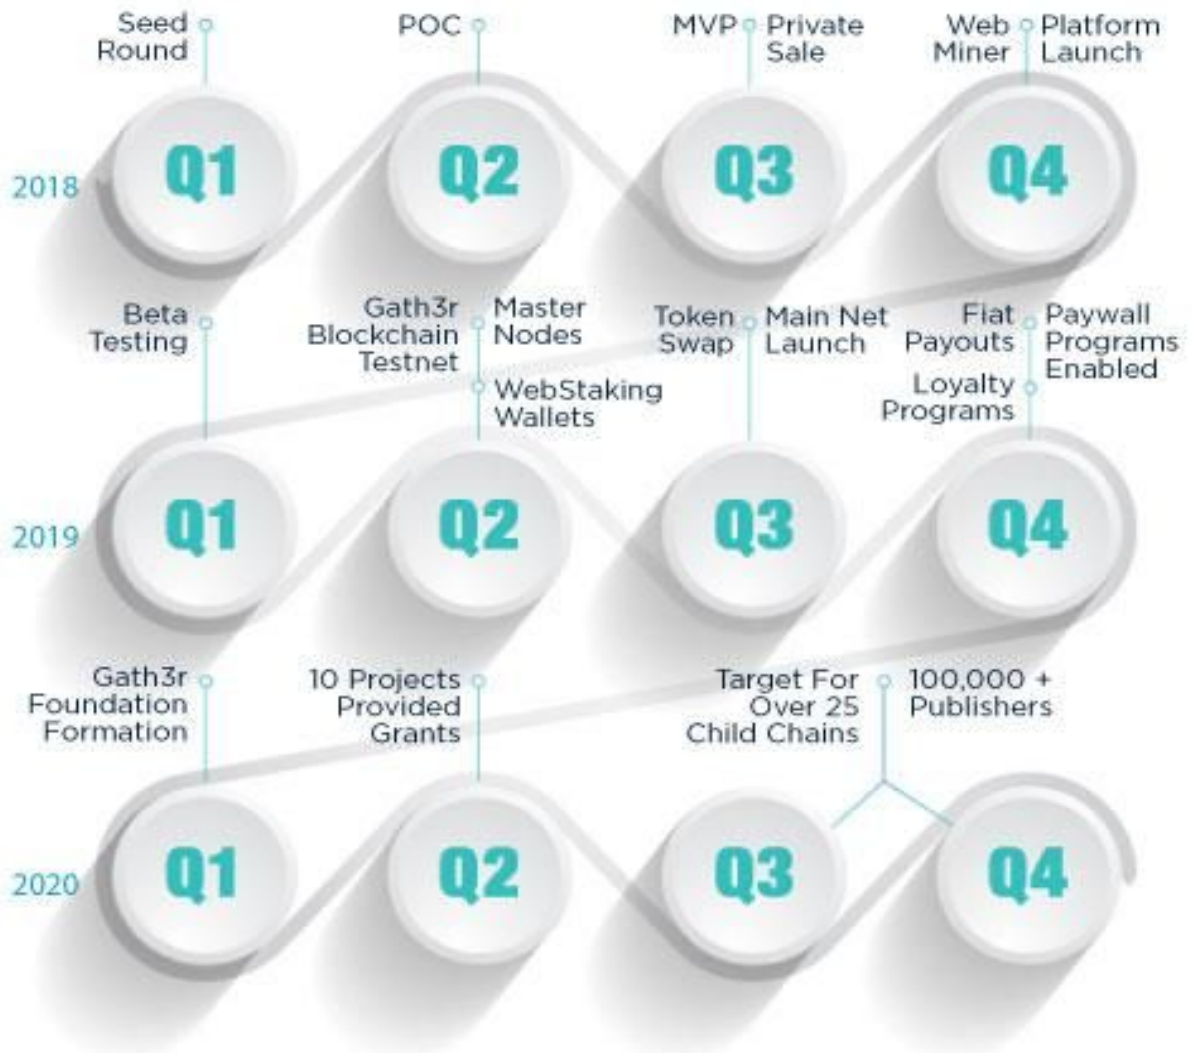 Seed
Round
POC
MVP
Private
Sale
Web
Miner
Platform
Launch
2018
Q1
Q2
Q3
Q4
Beta
Testing
Gath3r
Blockchain
Testnet
Master
Nodes
WebStaking
Wallets
Token
Swap
Main Net
Launch
Fiat
Payouts
Loyalty
Programs
Paywall
Programs
Enabled
2019
Q1
Q2
Q3
Q4
Gath3r
Foundation
Formation
10 Projects
Provided
Grants
Target For
Over 25
Child Chains
100,000 +
Publishers
2020
Q1
Q2
Q3
Q4